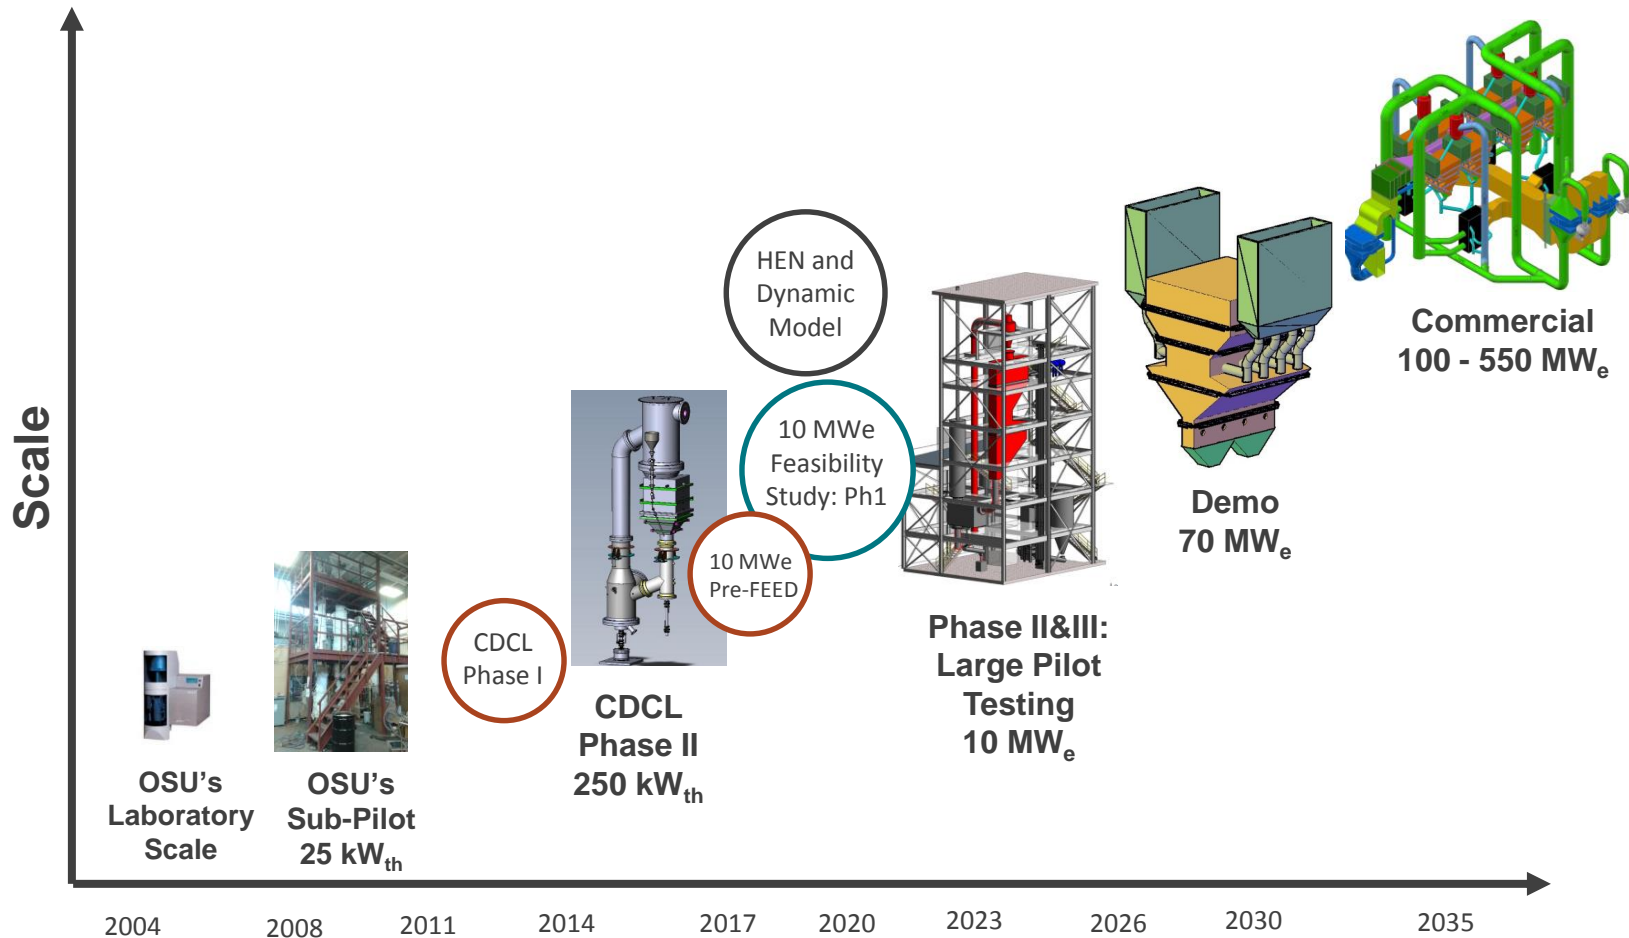 Scale
HEN and
Dynamic
Model
10 MWe
Feasibility
Study: Ph1
10 MWe
Pre-FEED
CDCL
Phase I
OSU's
Laboratory
Scale
OSU's
Sub-Pilot
25 kWth
CDCL
Phase II
250 kWth
Phase II&III:
Large Pilot
Testing
10 MWe
Demo
70 MWe
Commercial
100 - 550 MWe
2004 2008 2011 2014 2017 2020 2023 2026 2030 2035